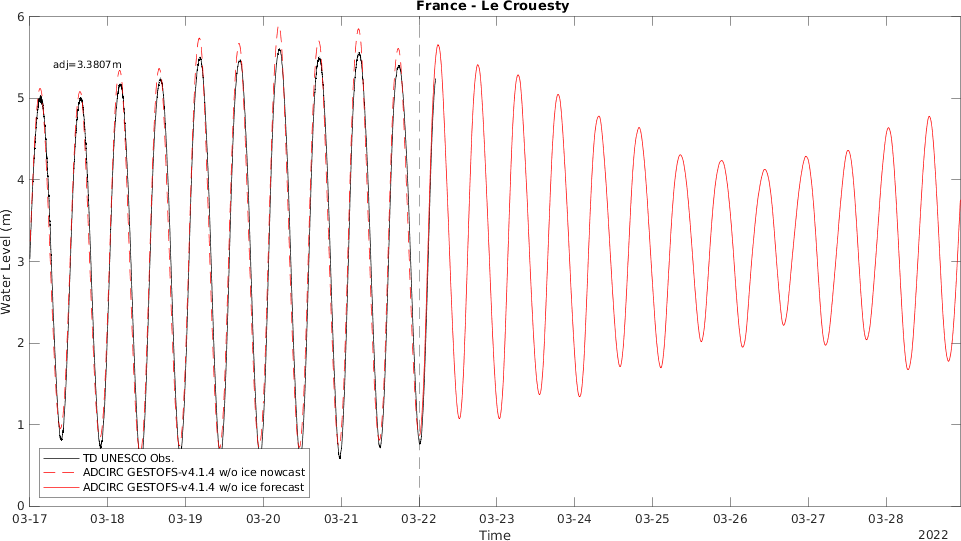 France - Le Crouesty
adj=3.3807m
Water Level (m)
6
5
4
3
2
1
0
TD UNESCO Obs.
ADCIRC GESTOFS-v4.1.4 w/o ice nowcast
ADCIRC GESTOFS-v4.1.4 w/o ice forecast
03-17 03-18 03-19 03-20 03-21 03-22 03-23 03-24 03-25 03-26 03-27 03-28
Time
2022